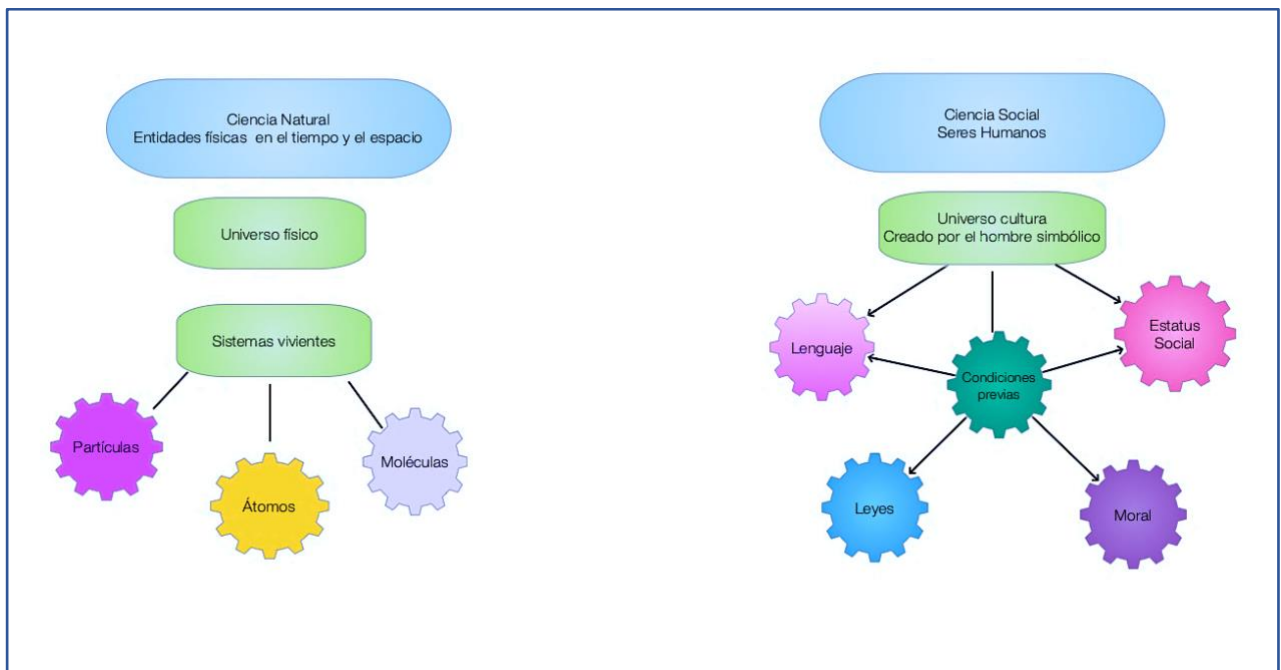 Ciencia Natural
Entidades físicas en el tiempo y el espacio
Universo físico
Sistemas vivientes
Partículas
Átomos
Moléculas
Ciencia Social
Seres Humanos
Universo cultura
Creado por el hombre simbólico
Lenguaje
Condiciones
previas
Estatus
Social
Leyes
Moral